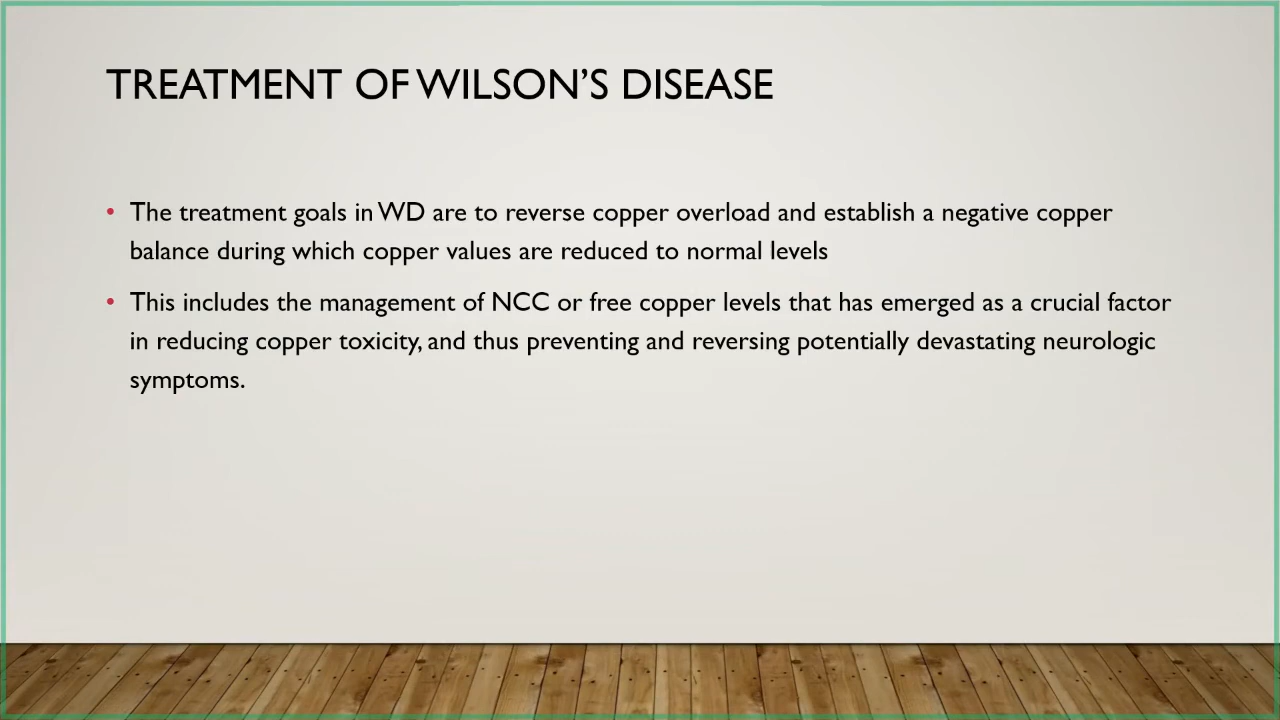 TREATMENT OF WILSON’S DISEASE
• The treatment goals in WD are to reverse copper overload and establish a negative copper
balance during which copper values are reduced to normal levels
• This includes the management of NCC or free copper levels that has emerged as a crucial factor
in reducing copper toxicity, and thus preventing and reversing potentially devastating neurologic
symptoms.